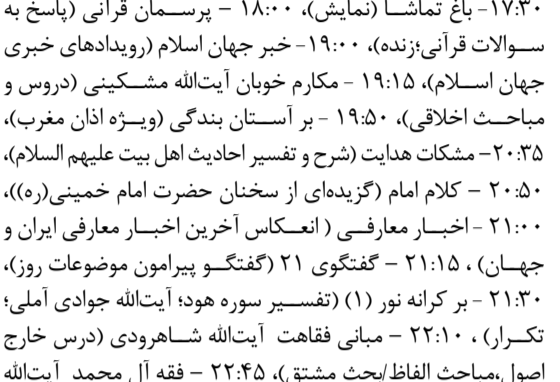 ۱۷:۳۰- باغ تماشا (نمایش)، ۱۸:۰۰ – پرسمان قرآنی (پاسخ به
سوالات قرآنی؛زنده)، ۱۹:۰۰- خبر جهان اسلام (رویدادهای خبری
جهان اسلام)، ۱۹:۱۵ - مکارم خوبان آیت‌الله مشکینی (دروس و
مباحث اخلاقی)، ۱۹:۵۰ - بر آستان بندگی (ویژه اذان مغرب)،
۲۰:۳۵– مشکات هدایت (شرح و تفسیر احادیث اهل بیت علیهم السلام)،
۲۰:۵۰ – کلام امام (گزیده‌ای از سخنان حضرت امام خمینی(ره))،
۲۱:۰۰ - اخبار معارفی ( انعکاس آخرین اخبار معارفی ایران و
جهان) ، ۲۱:۱۵ – گفتگوی ۲۱ (گفتگو پیرامون موضوعات روز)،
۲۱:۳۰ - بر کرانه نور (۱) (تفسیر سوره هود؛ آیت‌الله جوادی آملی؛
تکرار) ، ۲۲:۱۰ – مبانی فقاهت آیت‌الله شاهرودی (درس خارج
اصول،مباحث الفاظ/بحث مشتق)، ۲۲:۴۵ – فقه آل محمد آیت‌الله